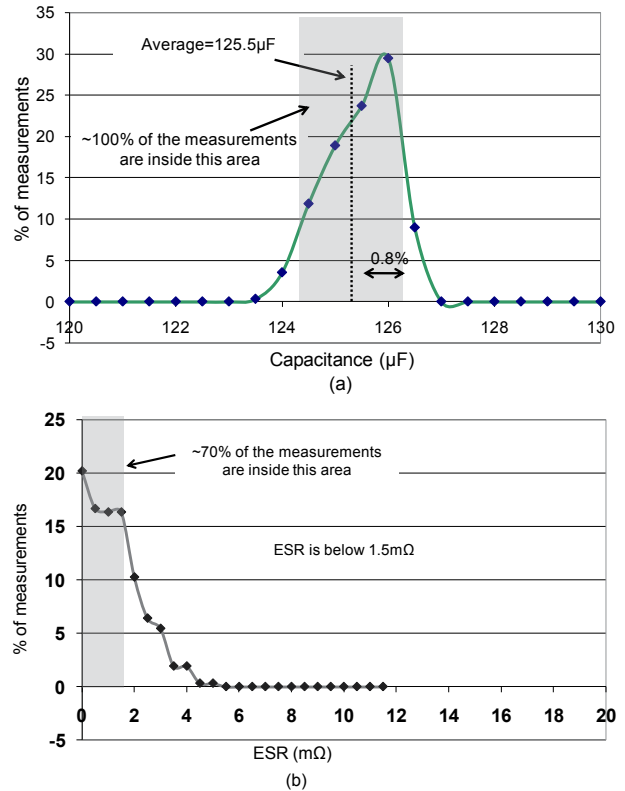 40
35
30
25
20
15
10
5
0
-5
% of measurements
Average=125.5µF
~100% of the measurements
are inside this area
0.8%
120 122 124 126 128 130
Capacitance (µF)
(a)
25
20
15
10
5
0
-5
% of measurements
~70% of the measurements
are inside this area
ESR is below 1.5mΩ
0 2 4 6 8 10 12 14 16 18 20
ESR (mΩ)
(b)